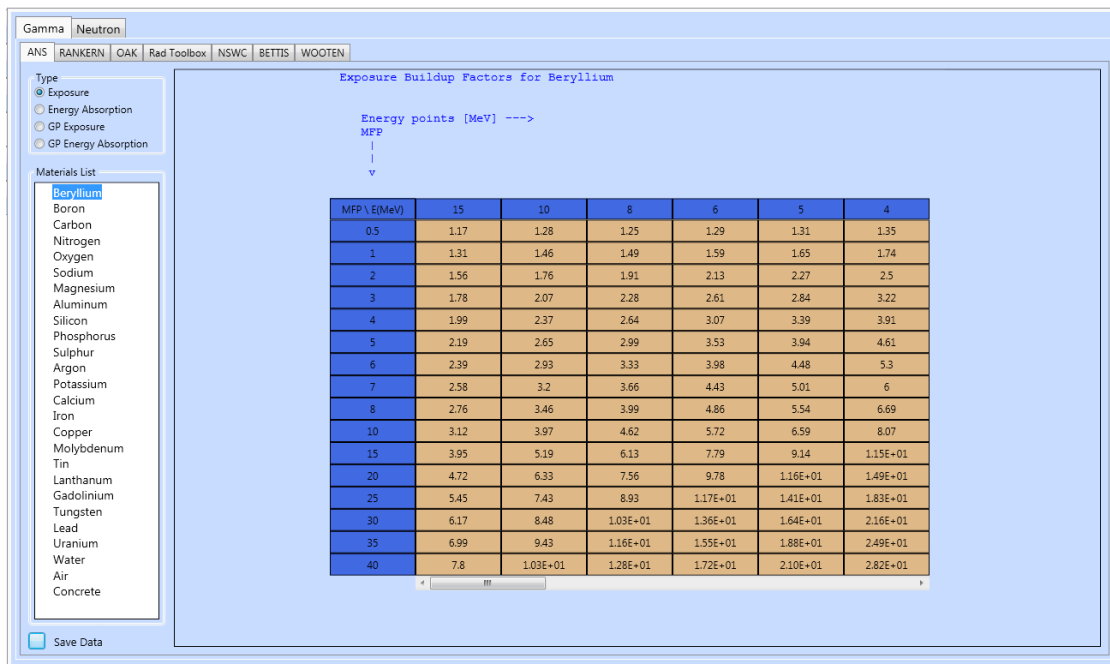 Gamma Neutron
ANS RANKERN OAK Rad Toolbox NSWC BETTIS WOOTEN
Type
Exposure
Energy Absorption
GP Exposure
GP Energy Absorption
Materials List
Beryllium
Boron
Carbon
Nitrogen
Oxygen
Sodium
Magnesium
Aluminum
Silicon
Phosphorus
Sulphur
Argon
Potassium
Calcium
Iron
Copper
Molybdenum
Tin
Lanthanum
Gadolinium
Tungsten
Lead
Uranium
Water
Air
Concrete
Save Data
Exposure Buildup Factors for Beryllium
Energy points [MeV] --->
MFP
|
|
v
MFP \ E(MeV) 15 10 8 6 5 4
0.5 1.17 1.28 1.25 1.29 1.31 1.35
1 1.31 1.46 1.49 1.59 1.65 1.74
2 1.56 1.76 1.91 2.13 2.27 2.5
3 1.78 2.07 2.28 2.61 2.84 3.22
4 1.99 2.37 2.64 3.07 3.39 3.91
5 2.19 2.65 2.99 3.53 3.94 4.61
6 2.39 2.93 3.33 3.98 4.48 5.3
7 2.58 3.2 3.66 4.43 5.01 6
8 2.76 3.46 3.99 4.86 5.54 6.69
10 3.12 3.97 4.62 5.72 6.59 8.07
15 3.95 5.19 6.13 7.79 9.14 1.15E+01
20 4.72 6.33 7.56 9.78 1.16E+01 1.49E+01
25 5.45 7.43 8.93 1.17E+01 1.41E+01 1.83E+01
30 6.17 8.48 1.03E+01 1.36E+01 1.64E+01 2.16E+01
35 6.99 9.43 1.16E+01 1.55E+01 1.88E+01 2.49E+01
40 7.8 1.03E+01 1.28E+01 1.72E+01 2.10E+01 2.82E+01